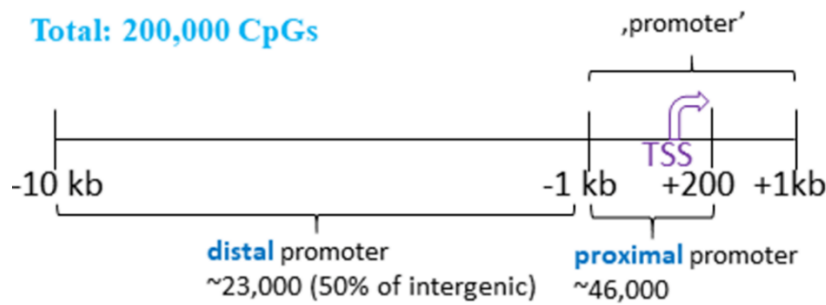 Total: 200,000 CpGs
‚promoter’
TSS
-10 kb
-1 kb
+200
+1kb
distal promoter
~23,000 (50% of intergenic)
proximal promoter
~46,000